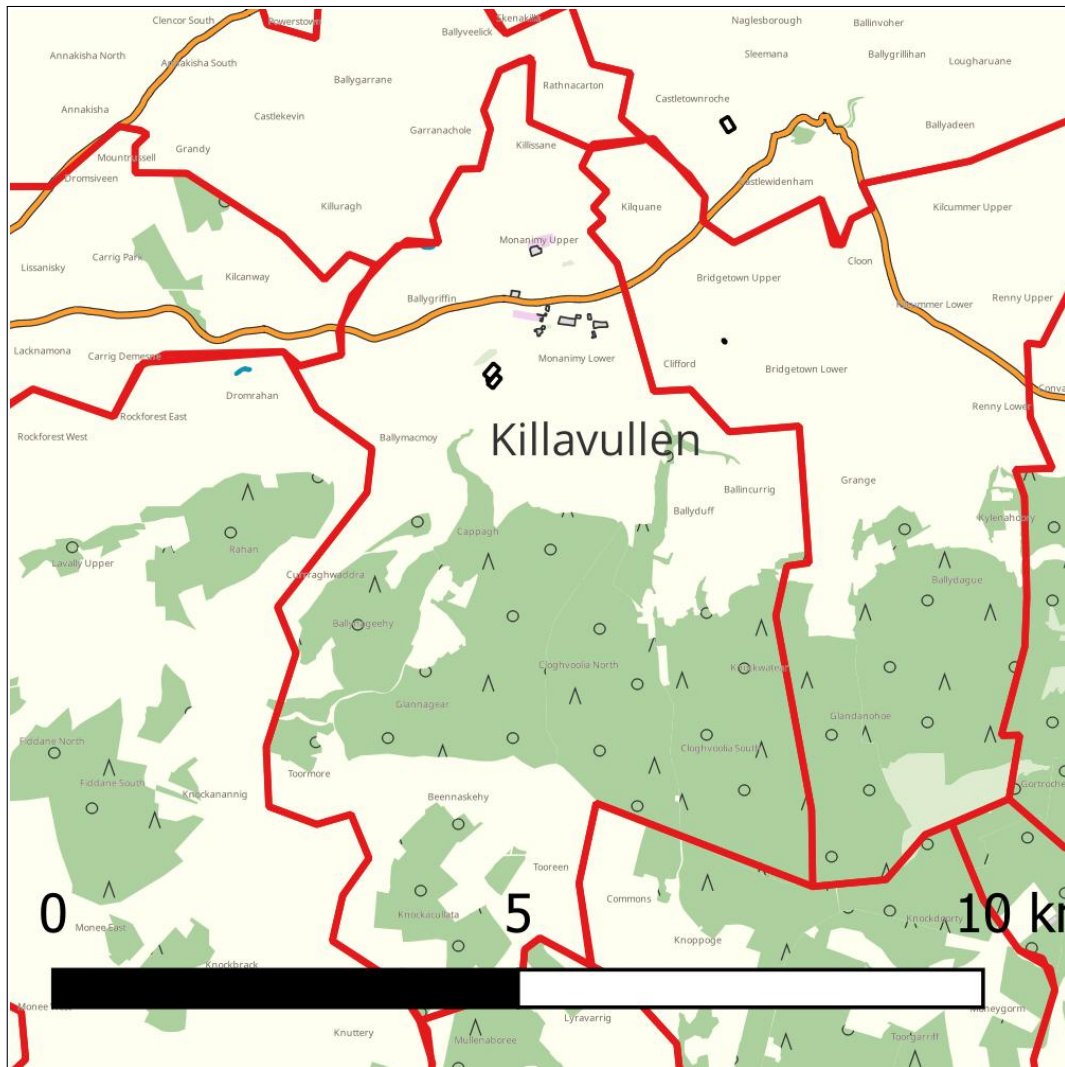 Clencor South
Powerstown
Skenakilla
Naglesborough
Ballinvoher
Ballyveelick
Annakisha North
Annakisha South
Sleemana
Ballygrillihan
Lougharuane
Ballygarrane
Rathnacarton
Castletownroche
Annakisha
Castlekevin
Garranachole
Killissane
Ballyadeen
Mountrussell
Grandy
Dromsiveen
Castlewidenham
Killuragh
Kilquane
Kilcummer Upper
Monanimy Upper
Carrig Park
Lissanisky
Kilcanway
Bridgetown Upper
Cloon
Ballygriffin
Kilcummer Lower
Renny Upper
Lacknamona
Carrig Demesne
Monanimy Lower
Clifford
Bridgetown Lower
Dromrahan
Renny Lower
Rockforest East
Rockforest West
Ballymacmoy
Killavullen
Ballincurrig
Grange
Ballyduff
Kylenahoory
Cappagh
Rahan
Lavally Upper
Curraghwaddra
Ballydague
Ballynageehy
Cloghvoolia North
Knockwatear
Glannagear
Glandanohoe
Fiddane North
Cloghvoolia South
Toormore
Fiddane South
Knockanannig
Beennaskehy
Tooreen
Commons
Knockacullata
Knockdoorty
0 5 10 km
Monee East
Knoppoge
Knockbrack
Lyravarrig
Knuttery
Mullenaboree
Toorgarriff